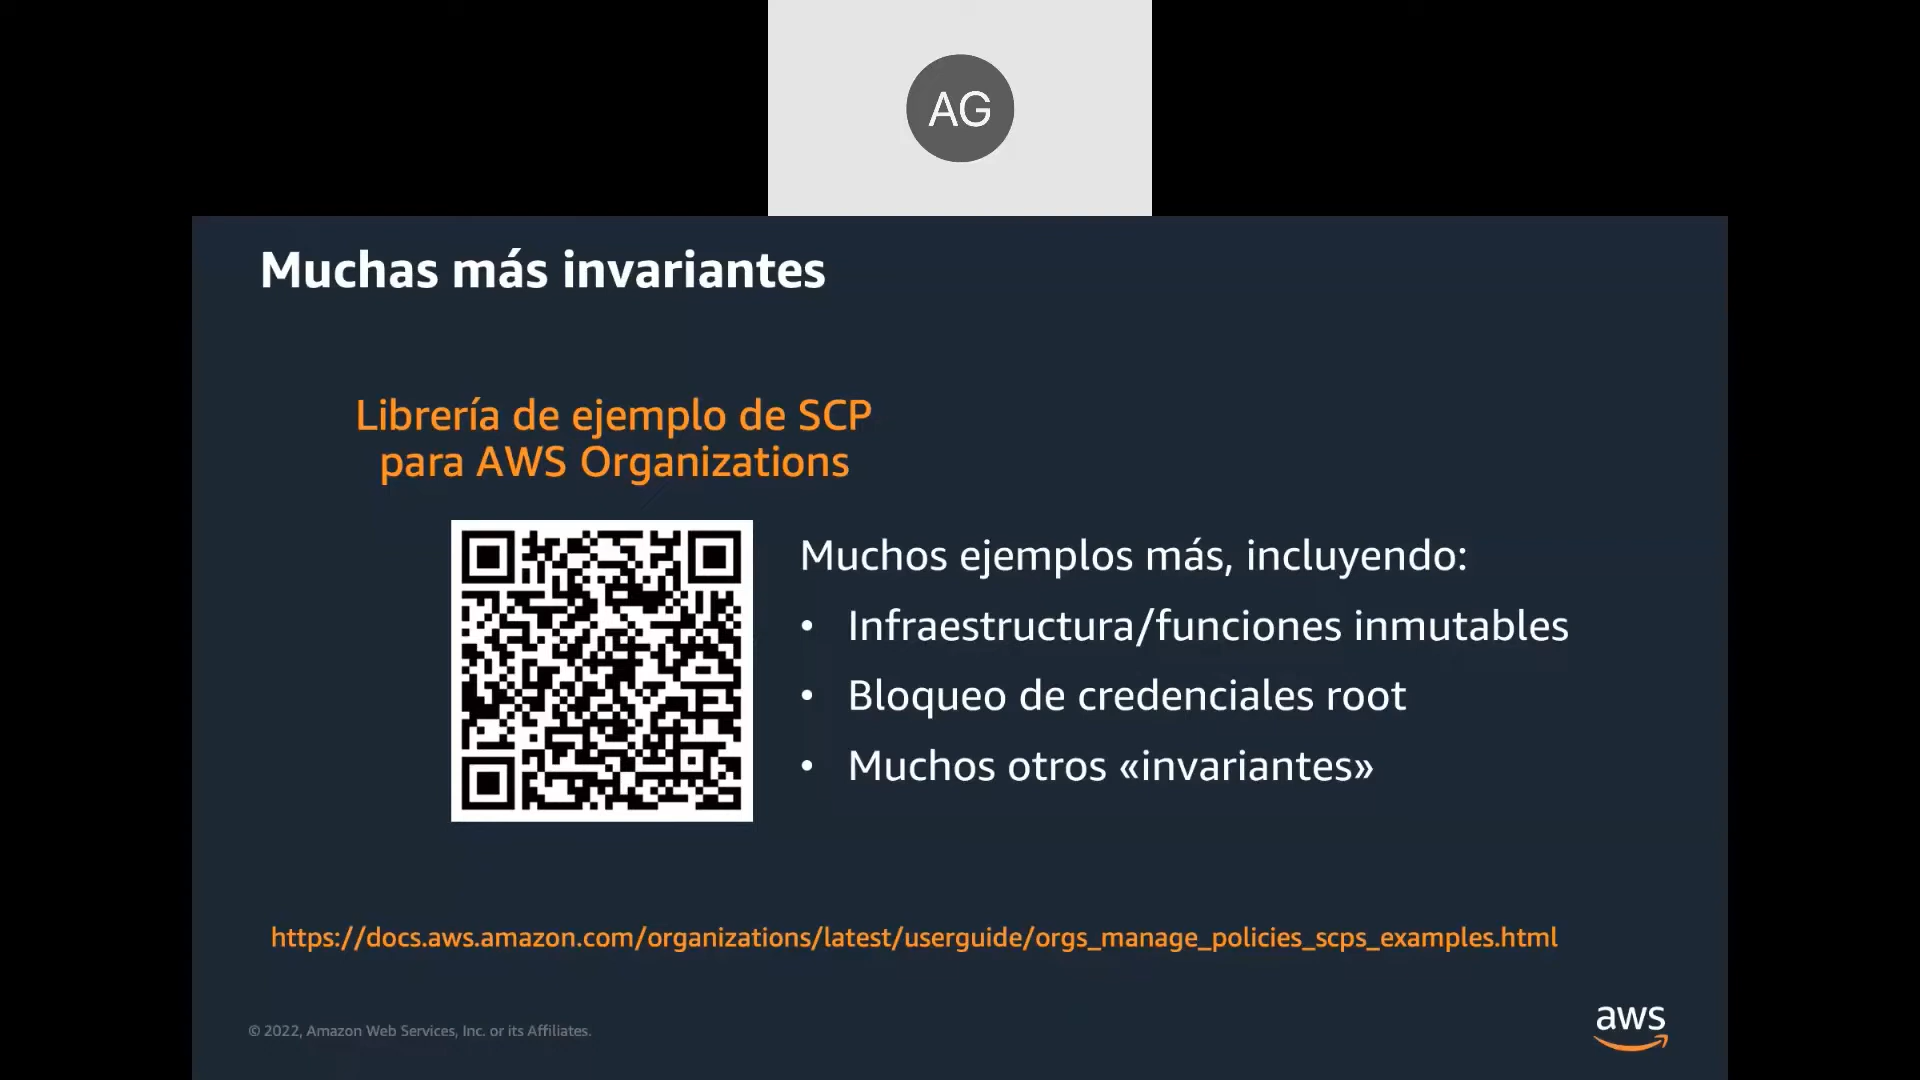 AG
Muchas más invariantes
Librería de ejemplo de SCP
para AWS Organizations
Muchos ejemplos más, incluyendo:
• Infraestructura/funciones inmutables
• Bloqueo de credenciales root
• Muchos otros «invariantes»
https://docs.aws.amazon.com/organizations/latest/userguide/orgs_manage_policies_scps_examples.html
© 2022, Amazon Web Services, Inc. or its Affiliates.
aws